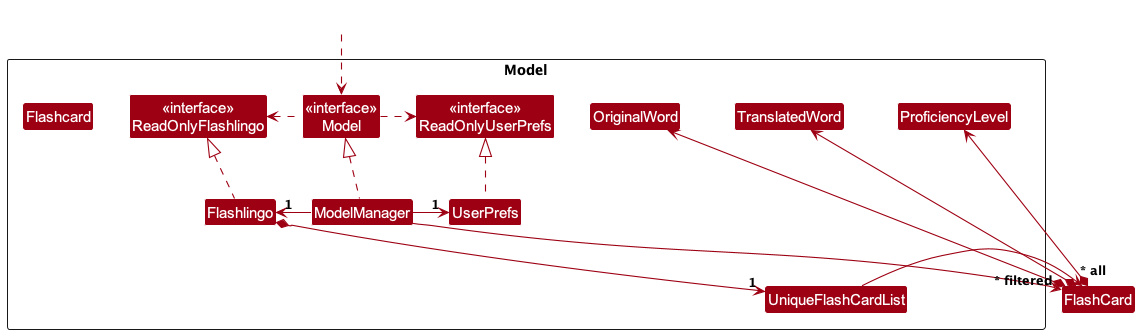 Model
Flashcard
«interface»
ReadOnlyFlashlingo
«interface»
Model
«interface»
ReadOnlyUserPrefs
OriginalWord
TranslatedWord
ProficiencyLevel
Flashlingo
1
ModelManager
1
UserPrefs
* all
* filtered
1
UniqueFlashCardList
FlashCard